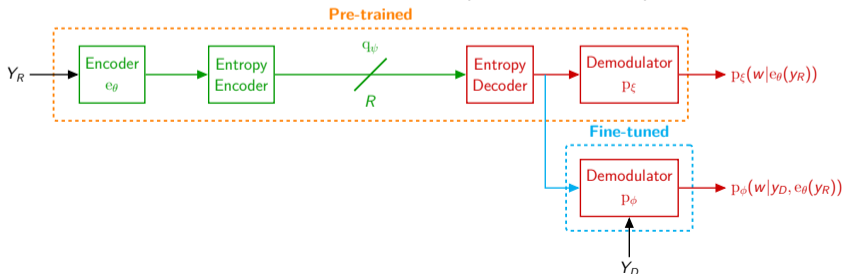 Pre-trained
Y_R
Encoder
e_θ
Entropy
Encoder
q_ψ
R
Entropy
Decoder
Demodulator
p_ξ
p_ξ(w|e_θ(y_R))
Fine-tuned
Demodulator
p_ϕ
p_ϕ(w|y_D, e_θ(y_R))
Y_D